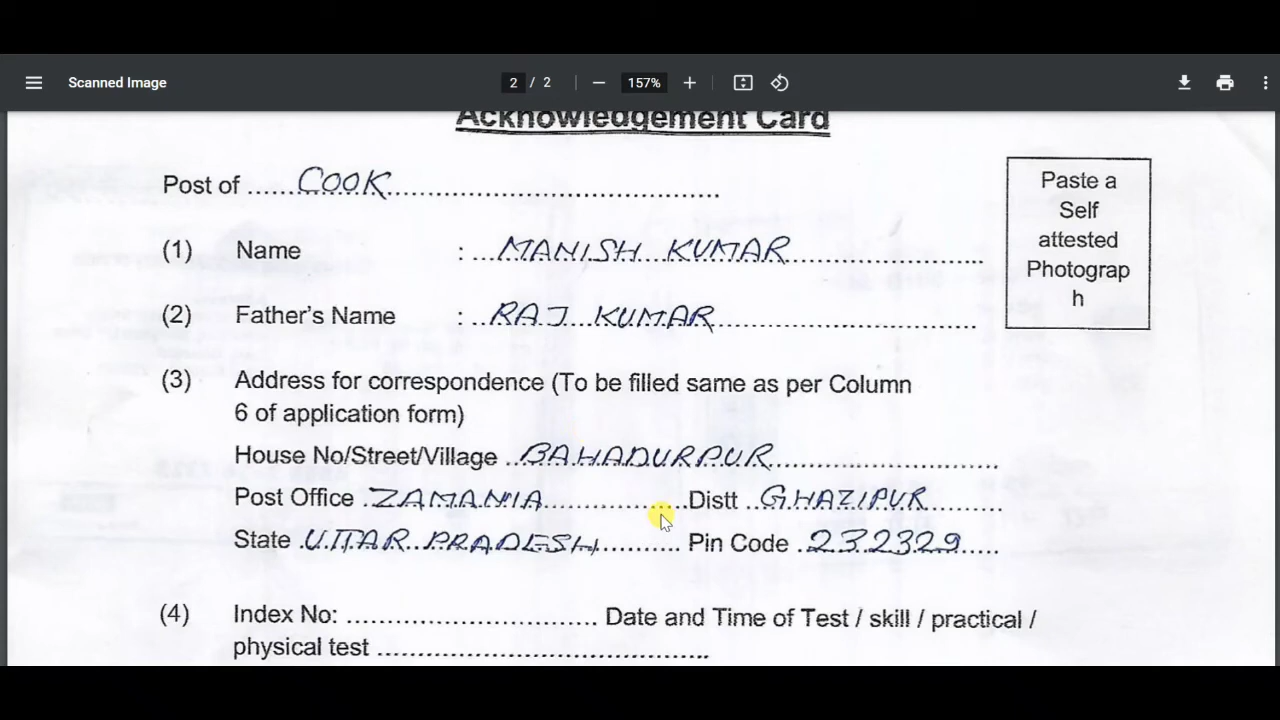 Scanned Image
2 / 2
157%
Acknowledgement Card
Post of ..... COOK ..........................................
Paste a
Self
attested
Photograp
h
(1) Name : ... MANISH KUMAR ..........................
(2) Father's Name : ... RAJ KUMAR ..................................
(3) Address for correspondence (To be filled same as per Column
6 of application form)
House No/Street/Village .. BAHADURPUR ..............................
Post Office . ZAMANIA .................... Distt .. GHAZIPUR ..........
State . UTTAR PRADESH .......... Pin Code . 232329 .....
(4) Index No: .................................. Date and Time of Test / skill / practical /
physical test .............................................